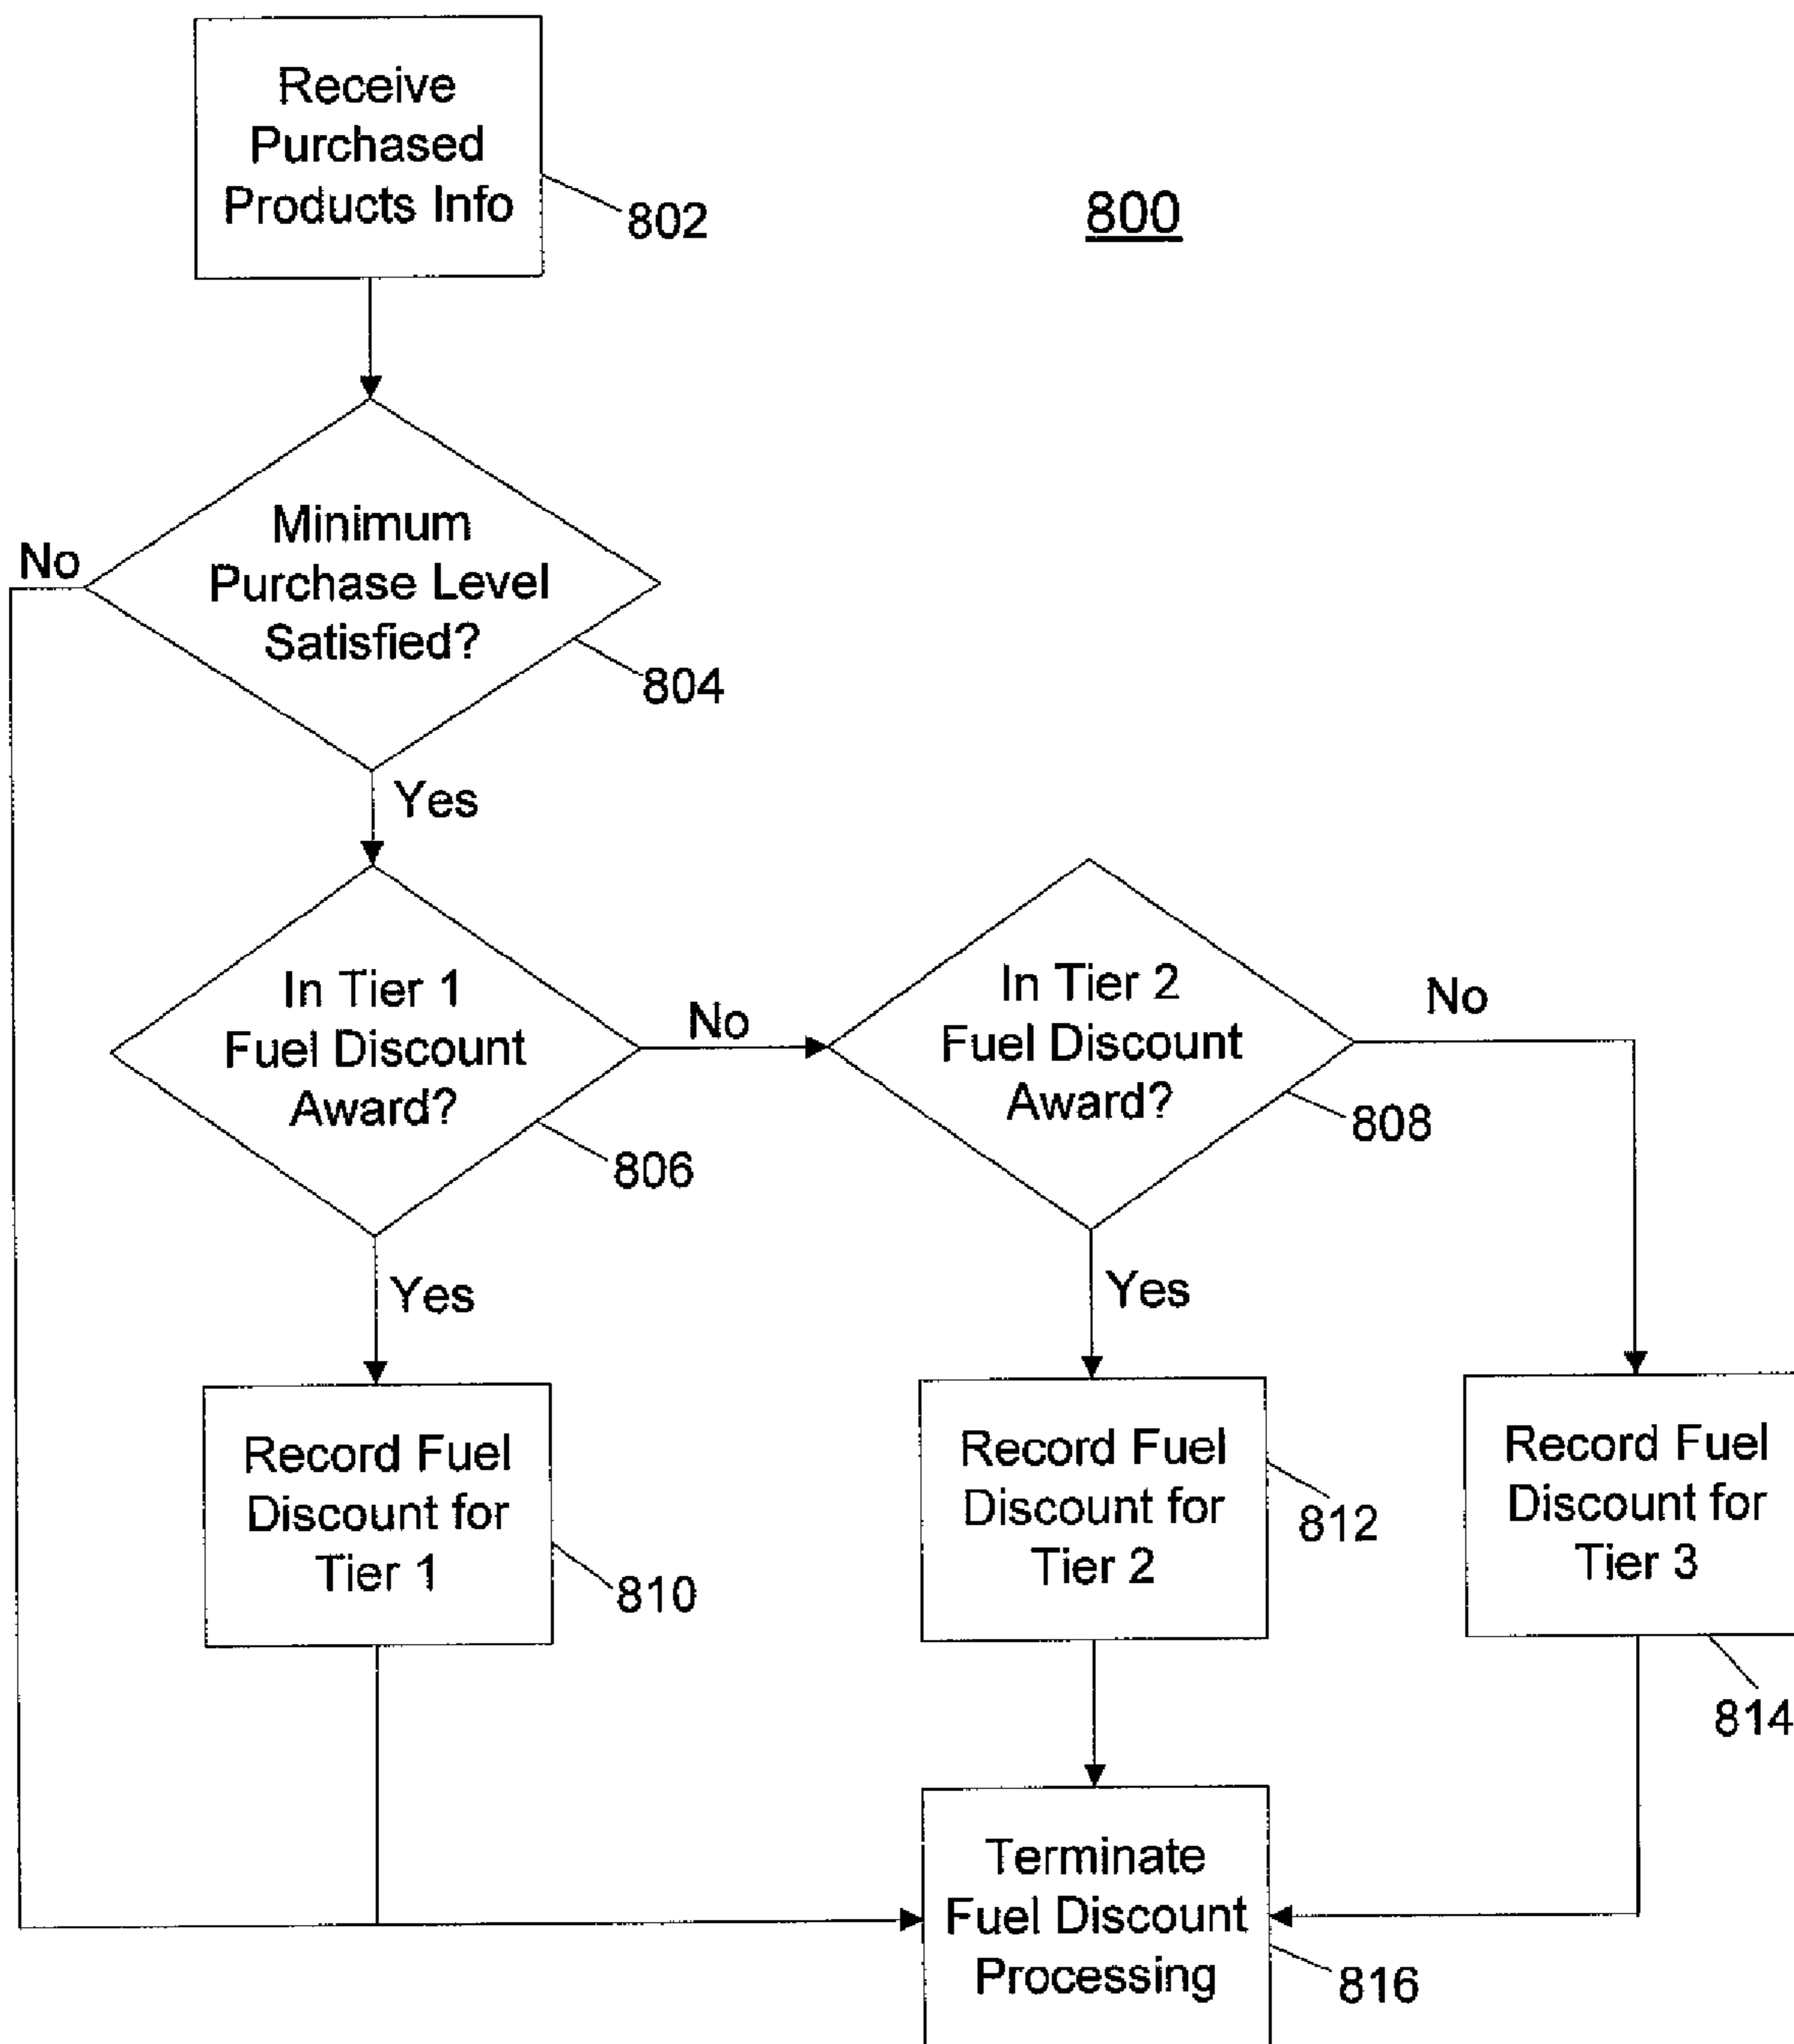 Receive
Purchased
Products Info
802
800
Minimum
Purchase Level
Satisfied?
No
804
Yes
In Tier 1
Fuel Discount
Award?
No
806
In Tier 2
Fuel Discount
Award?
No
808
Yes
Yes
Record Fuel
Discount for
Tier 1
810
Record Fuel
Discount for
Tier 2
812
Record Fuel
Discount for
Tier 3
814
Terminate
Fuel Discount
Processing
816